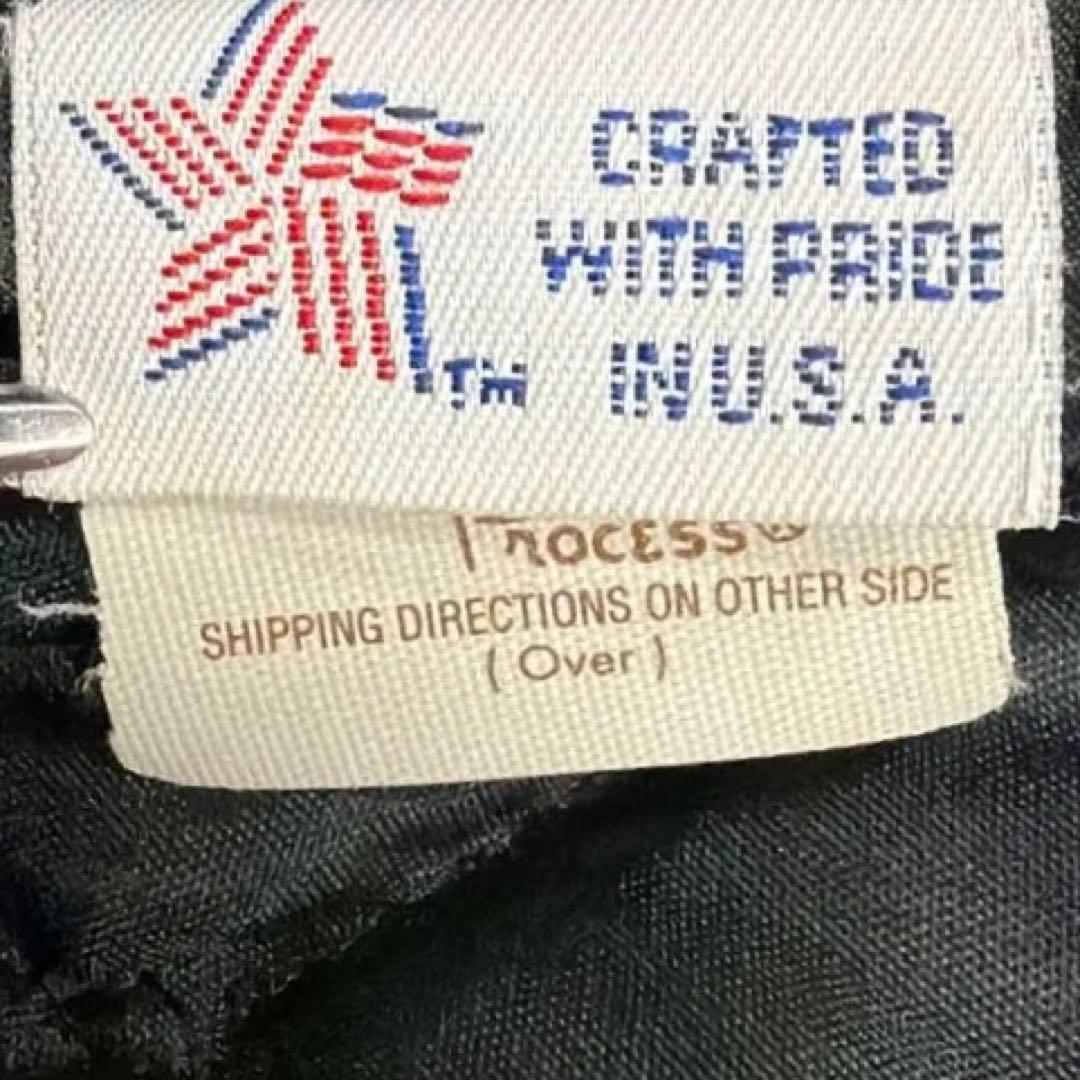 CRAFTED
WITH PRIDE
IN U.S.A.
TM
PROCESS®
SHIPPING DIRECTIONS ON OTHER SIDE
( Over )